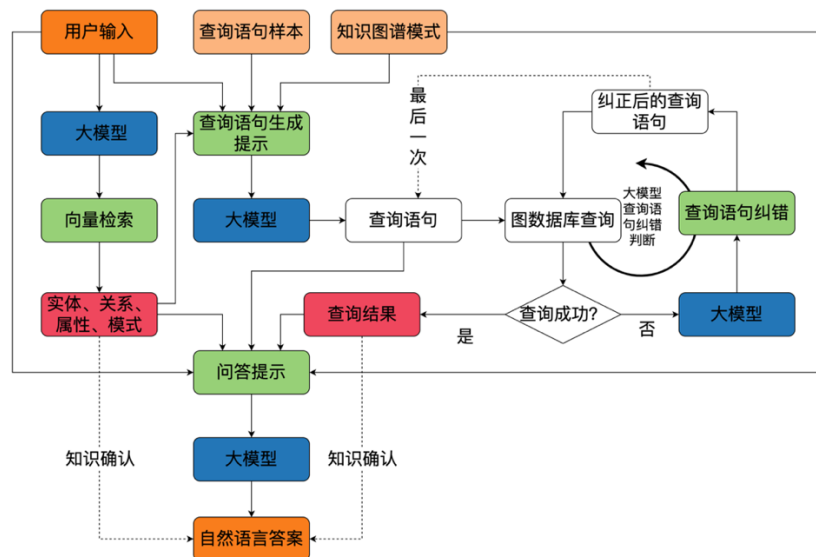 用户输入
查询语句样本
知识图谱模式
最
后
一
次
纠正后的查询
语句
大模型
查询语句生成
提示
向量检索
大模型
查询语句
图数据库查询
大模型
查询语
句纠错
判断
查询语句纠错
实体、关系、
属性、模式
查询结果
查询成功?
大模型
是
否
问答提示
知识确认
大模型
知识确认
自然语言答案